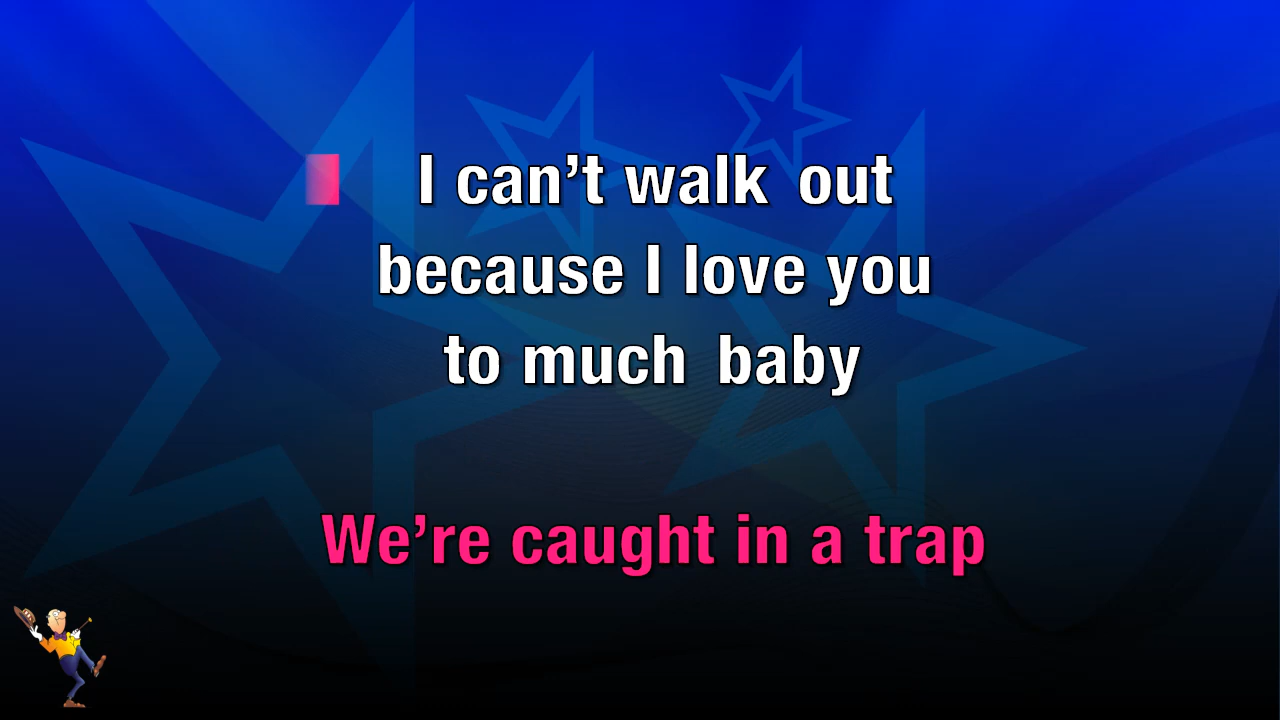 I can’t walk out
because I love you
to much baby
We’re caught in a trap